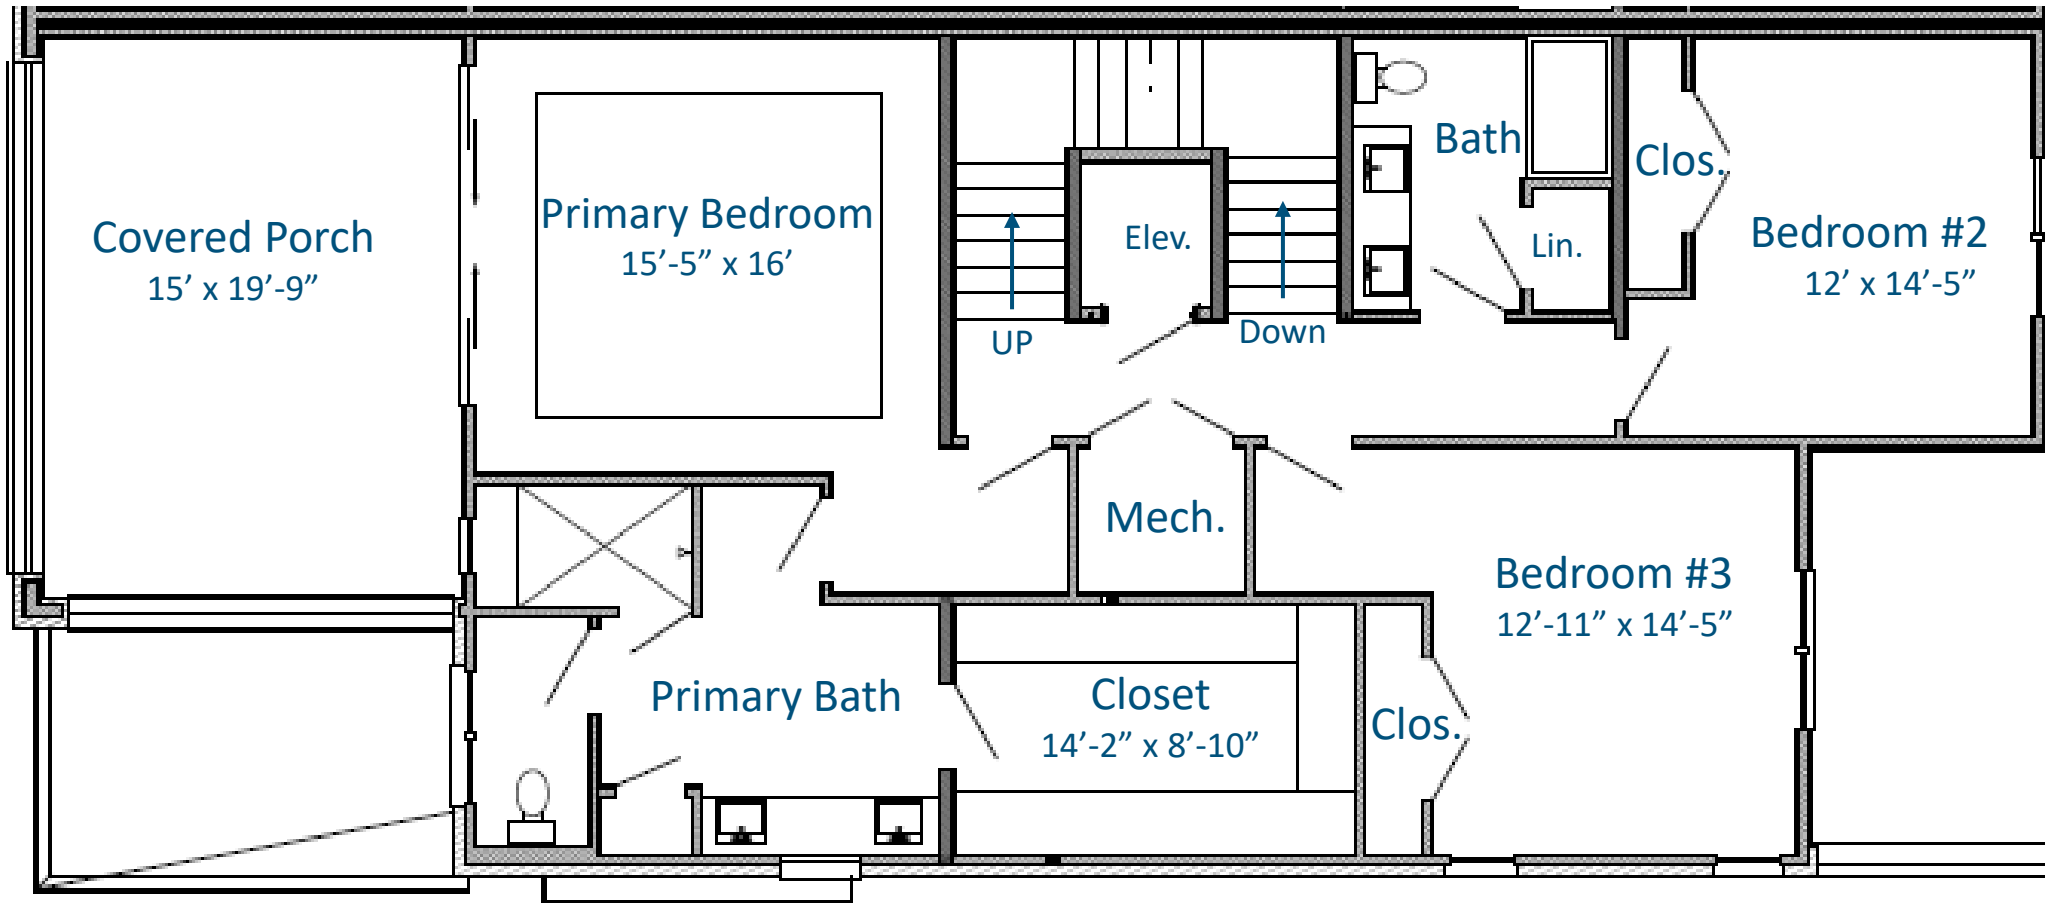 Covered Porch
15’ x 19’-9”
Primary Bedroom
15’-5” x 16’
UP
Elev.
Down
Bath
Lin.
Clos.
Bedroom #2
12’ x 14’-5”
Mech.
Bedroom #3
12’-11” x 14’-5”
Primary Bath
Closet
14’-2” x 8’-10”
Clos.